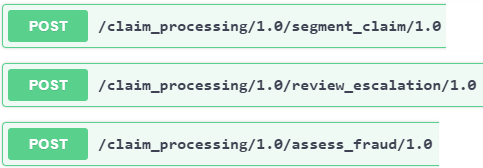 POST /claim_processing/1.0/segment_claim/1.0
POST /claim_processing/1.0/review_escalation/1.0
POST /claim_processing/1.0/assess_fraud/1.0